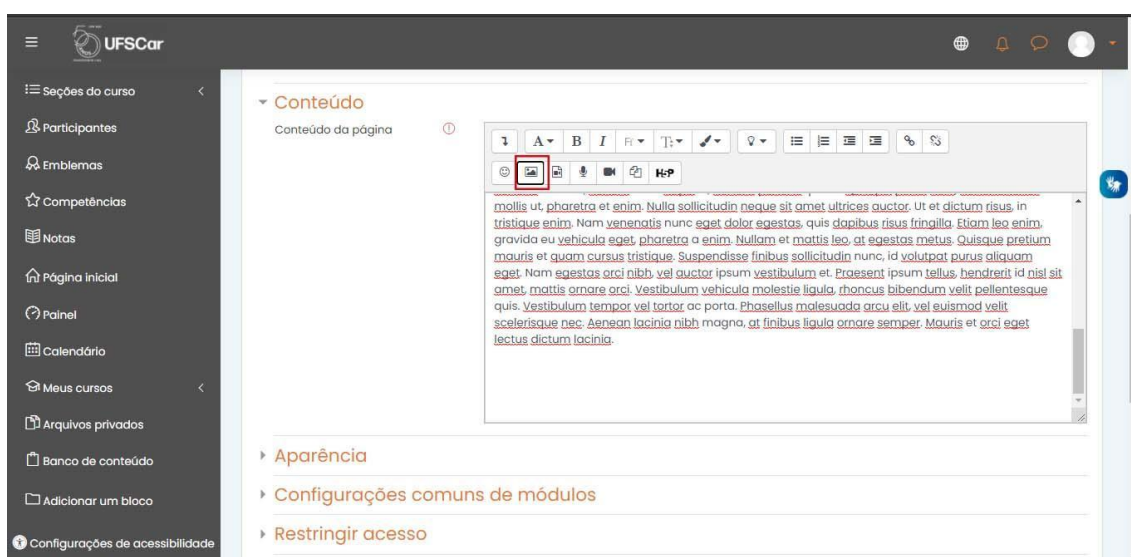 UFSCar
Seções do curso
Participantes
Emblemas
Competências
Notas
Página inicial
Painel
Calendário
Meus cursos
Arquivos privados
Banco de conteúdo
Adicionar um bloco
Configurações de acessibilidade
Conteúdo
Conteúdo da página
A B I
H-P
mollis ut, pharetra et enim. Nulla sollicitudin neque sit amet ultrices auctor. Ut et dictum risus, in
tristique enim. Nam venenatis nunc eget dolor egestas, quis dapibus risus fringilla. Etiam leo enim,
gravida eu vehicula eget, pharetra a enim. Nullam et mattis leo, at egestas metus. Quisque pretium
mauris et quam cursus tristique. Suspendisse finibus sollicitudin nunc, id volutpat purus aliquam
eget. Nam egestas orci nibh, vel auctor ipsum vestibulum et. Praesent ipsum tellus, hendrerit id nisl sit
amet, mattis ornare orci. Vestibulum vehicula molestie ligula, rhoncus bibendum velit pellentesque
quis. Vestibulum tempor vel tortor ac porta. Phasellus malesuada arcu elit, vel euismod velit
scelerisque nec. Aenean lacinia nibh magna, at finibus ligula ornare semper. Mauris et orci eget
lectus dictum lacinia.
Aparência
Configurações comuns de módulos
Restringir acesso